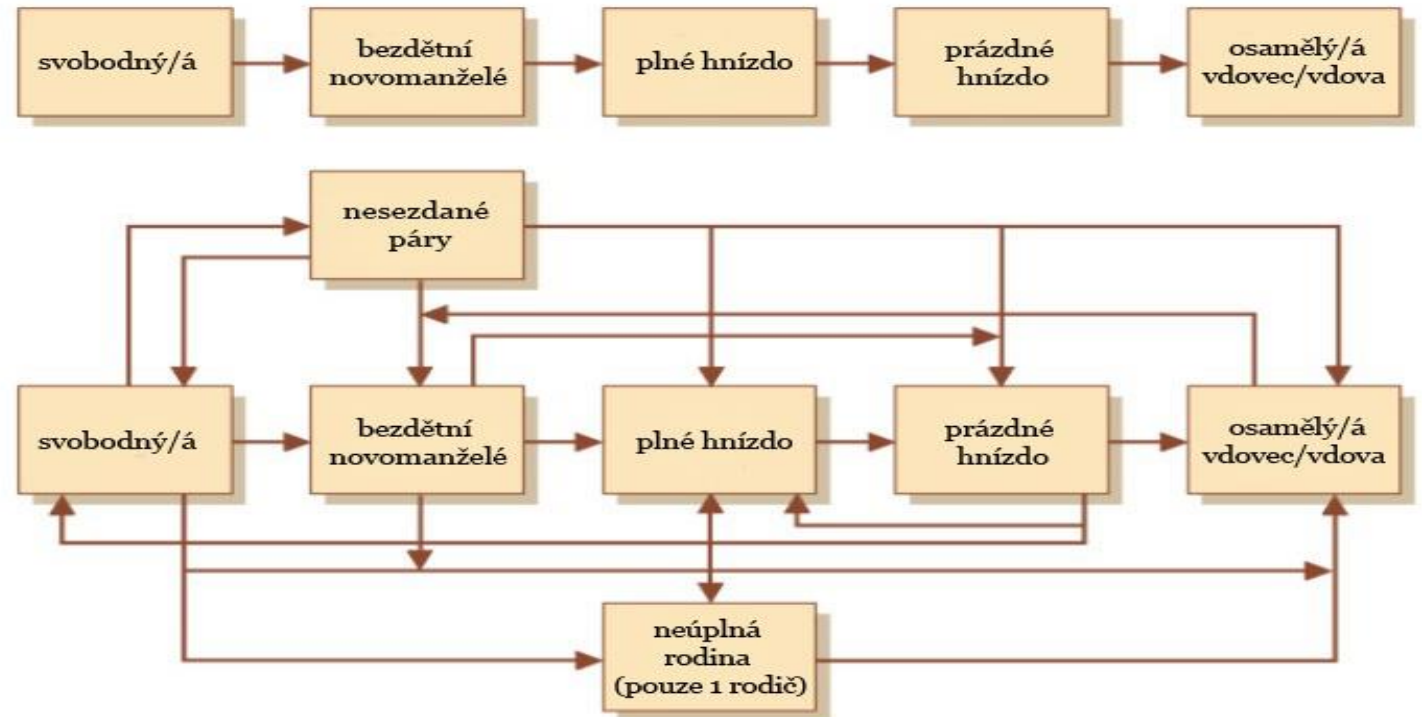 svobodný/á
bezdětní
novomanželé
plné hnízdo
prázdné
hnízdo
osamělý/á
vdovec/vdova
nesezdané
páry
svobodný/á
bezdětní
novomanželé
plné hnízdo
prázdné
hnízdo
osamělý/á
vdovec/vdova
neúplná
rodina
(pouze 1 rodič)